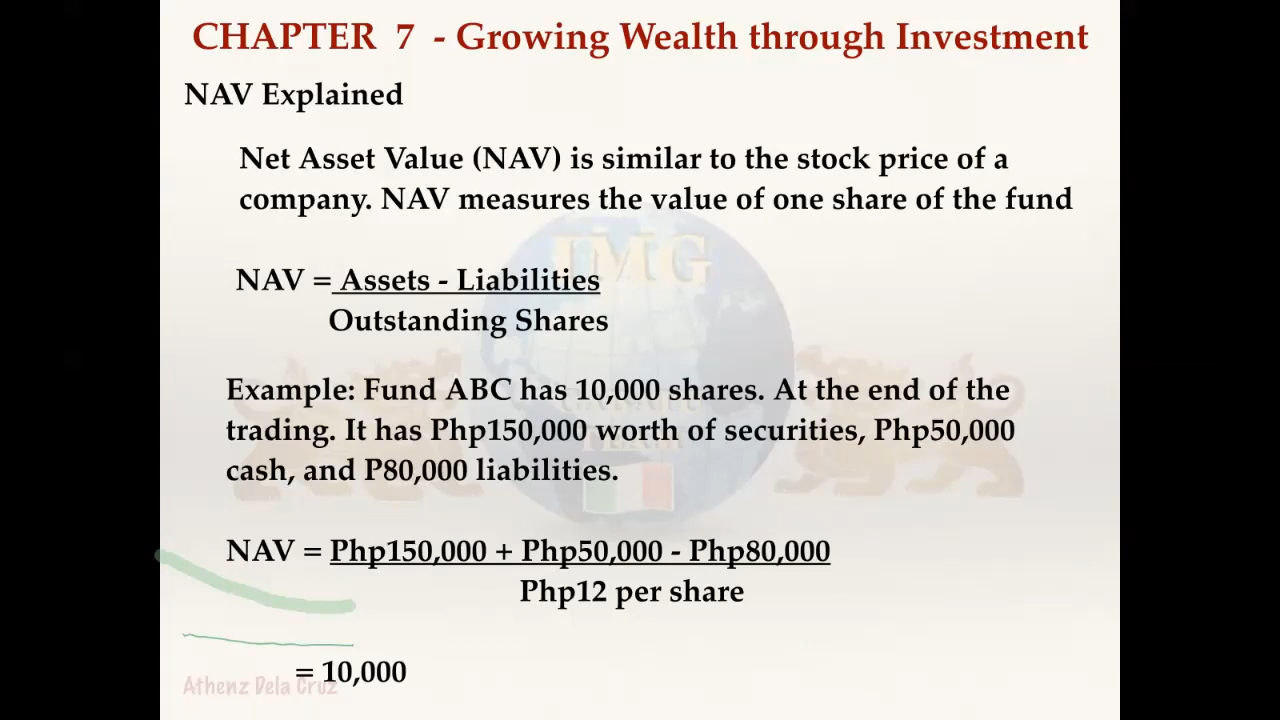 CHAPTER 7 - Growing Wealth through Investment
NAV Explained
Net Asset Value (NAV) is similar to the stock price of a
company. NAV measures the value of one share of the fund
IMG
NAV = Assets - Liabilities
Outstanding Shares
Example: Fund ABC has 10,000 shares. At the end of the
trading. It has Php150,000 worth of securities, Php50,000
cash, and P80,000 liabilities.
NAV = Php150,000 + Php50,000 - Php80,000
Php12 per share
= 10,000
Athenz Dela Cruz